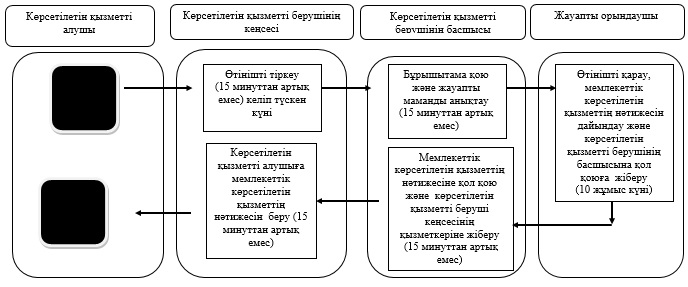 Көрсетілетін қызметті
алушы
Көрсетілетін қызметті берушінің
кеңсесі
Көрсетілетін қызметті
берушінің басшысы
Жауапты орындаушы
Өтінішті тіркеу
(15 минуттан артық
емес) келіп түскен
күні
Бұрыштама қою
және жауапты
маманды анықтау
(15 минуттан артық
емес)
Өтінішті қарау,
мемлекеттік
көрсетілетін
қызметтің нәтижесін
дайындау және
көрсетілетін
қызметті берушінің
басшысына қол
қоюға жіберу
(10 жұмыс күні)
Көрсетілетін
қызметті алушыға
мемлекеттік
көрсетілетін
қызметтің
нәтижесін беру (15
минуттан артық
емес)
Мемлекеттік
көрсетілетін қызметтің
нәтижесіне қол қою
және көрсетілетін
қызметті беруші
кеңсесінің
қызметкеріне жіберу
(15 минуттан артық
емес)